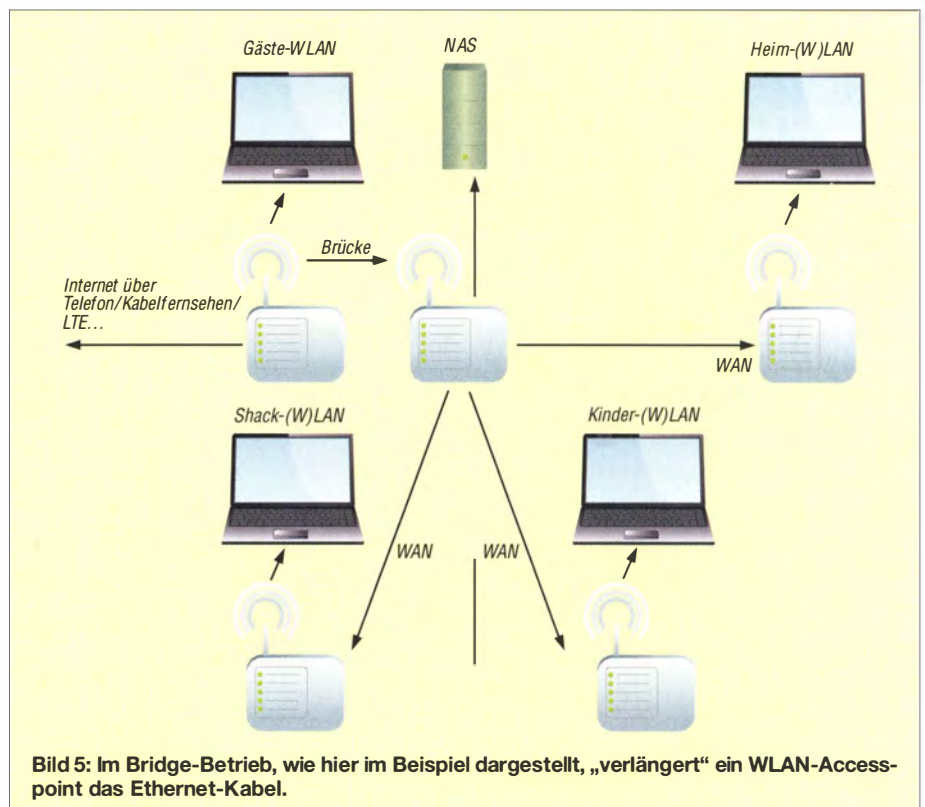 Gäste-WLAN
NAS
Heim-(W)LAN
Brücke
Internet über
Telefon/Kabelfernsehen/
LTE...
WAN
Shack-(W)LAN
Kinder-(W)LAN
WAN
WAN
Bild 5: Im Bridge-Betrieb, wie hier im Beispiel dargestellt, „verlängert“ ein WLAN-Access-
point das Ethernet-Kabel.